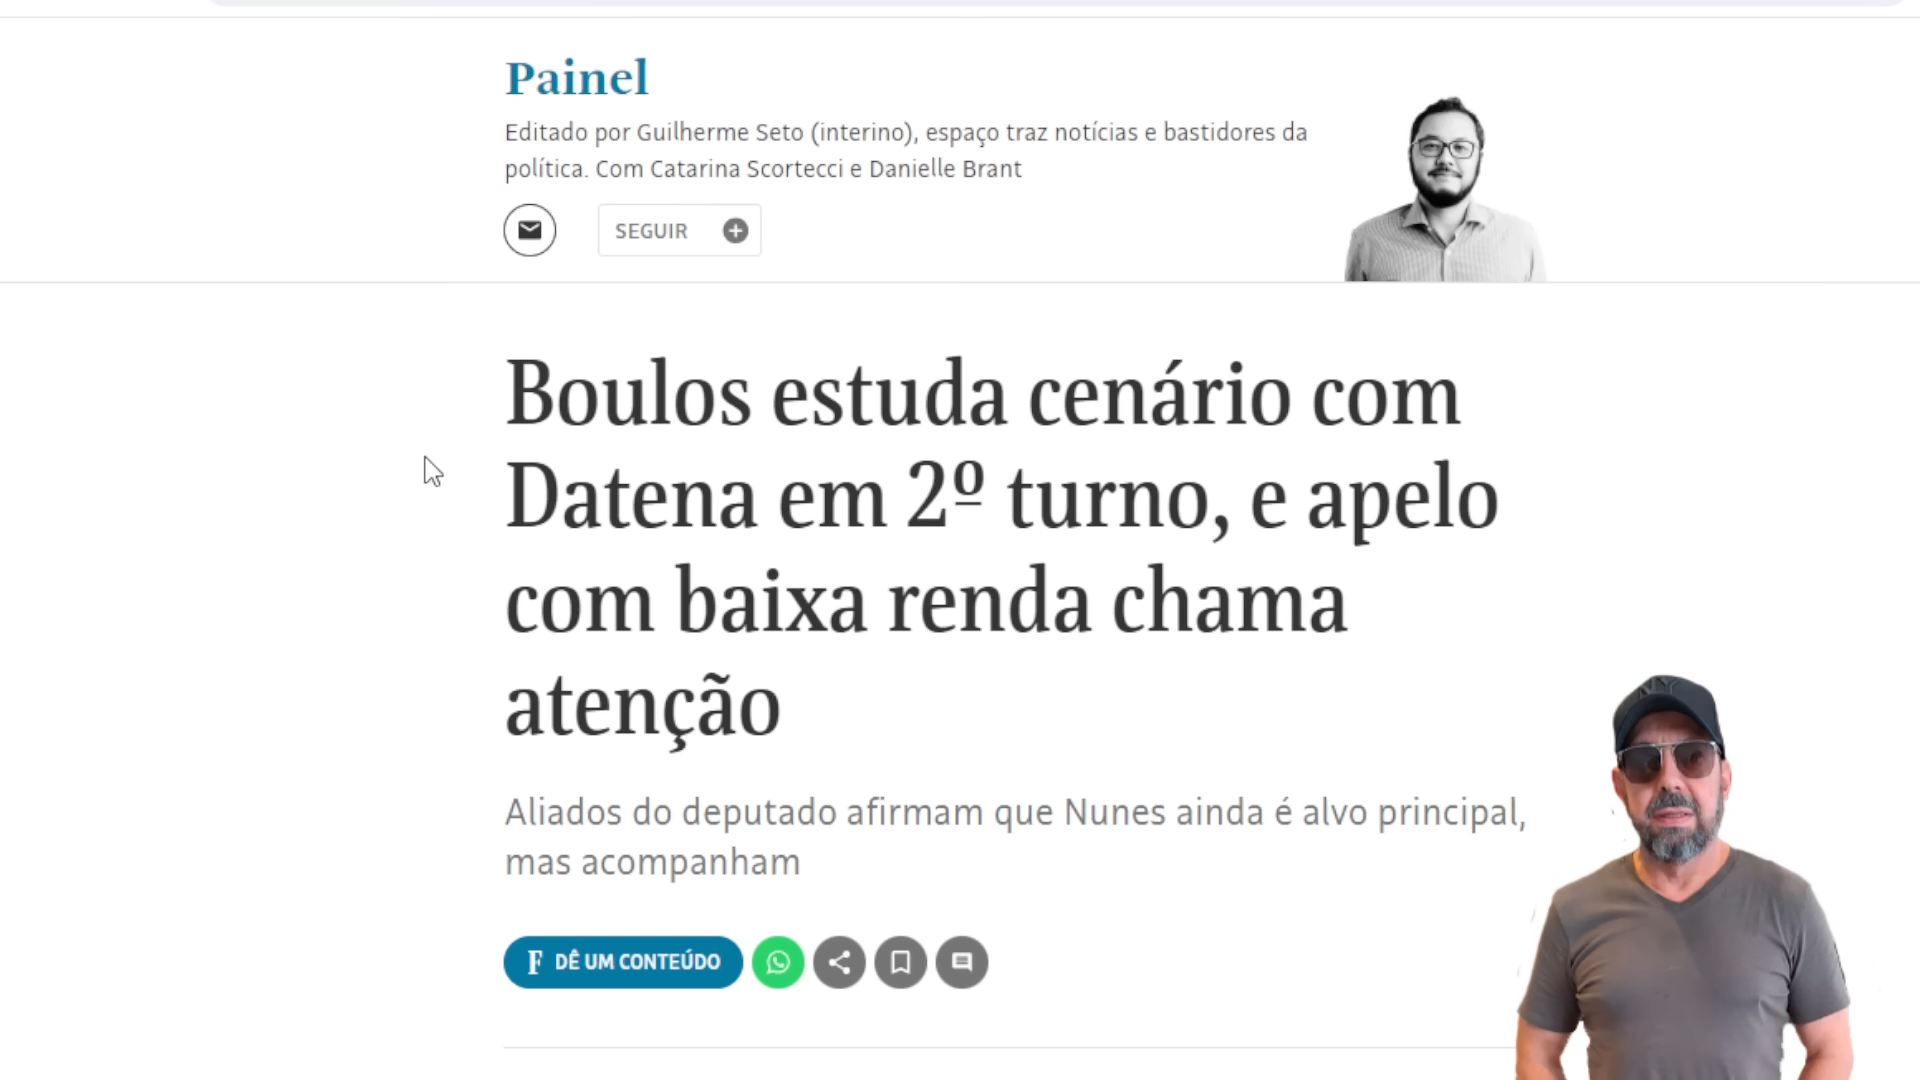 Painel
Editado por Guilherme Seto (interino), espaço traz notícias e bastidores da
política. Com Catarina Scortecci e Danielle Brant
SEGUIR
Boulos estuda cenário com
Datena em 2º turno, e apelo
com baixa renda chama
atenção
Aliados do deputado afirmam que Nunes ainda é alvo principal,
mas acompanham
F DÊ UM CONTEÚDO
NY